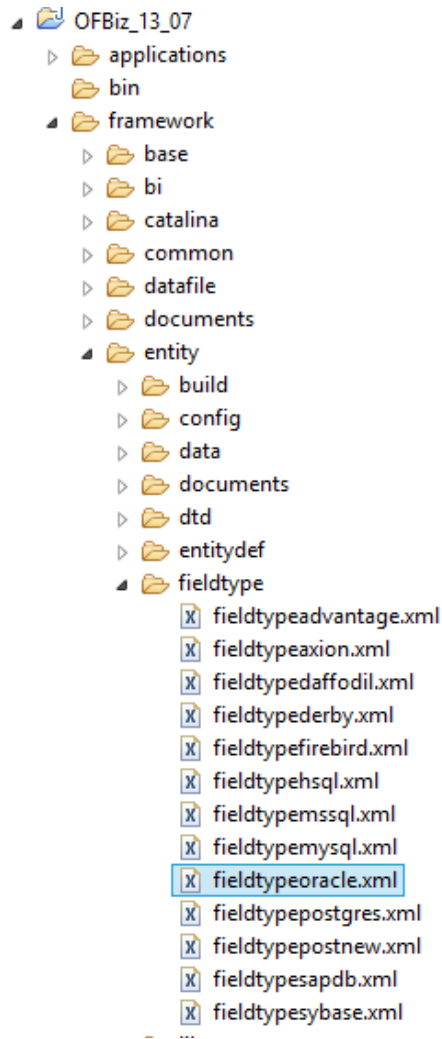 OFBiz_13_07
applications
bin
framework
base
bi
catalina
common
datafile
documents
entity
build
config
data
documents
dtd
entitydef
fieldtype
fieldtypeadvantage.xml
fieldtypeaxion.xml
fieldtypedaffodil.xml
fieldtypederby.xml
fieldtypefirebird.xml
fieldtypehsql.xml
fieldtypemssql.xml
fieldtypemysql.xml
fieldtypeoracle.xml
fieldtypepostgres.xml
fieldtypepostnew.xml
fieldtypesapdb.xml
fieldtypesybase.xml